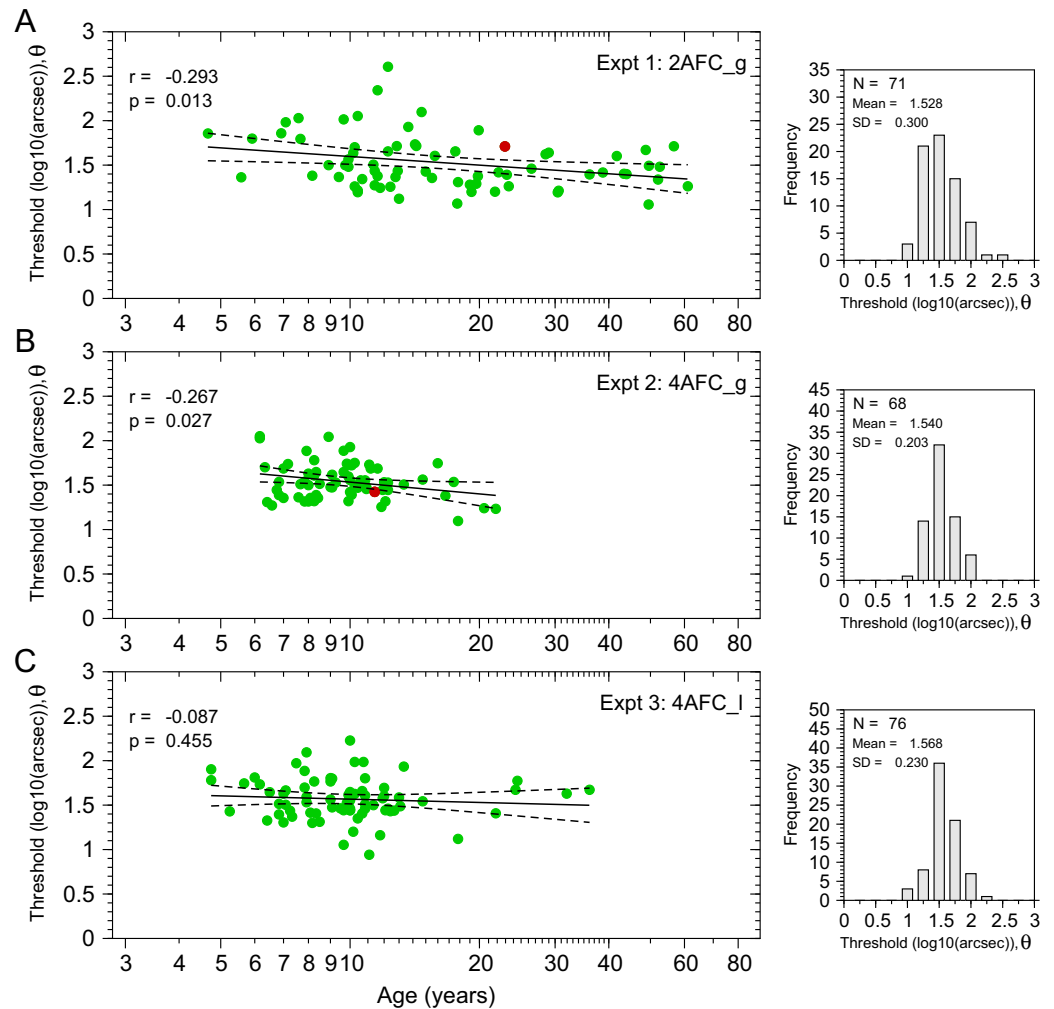 A
Threshold (log10(arcsec)),θ
3
2.5
2
1.5
1
0.5
0
r = -0.293
p = 0.013
Expt 1: 2AFC_g
3 4 5 6 7 8 9 10 20 30 40 60 80
Frequency
35
30
25
20
15
10
5
0
N = 71
Mean = 1.528
SD = 0.300
0 0.5 1 1.5 2 2.5 3
Threshold (log10(arcsec)),θ
B
Threshold (log10(arcsec)),θ
3
2.5
2
1.5
1
0.5
0
r = -0.267
p = 0.027
Expt 2: 4AFC_g
3 4 5 6 7 8 9 10 20 30 40 60 80
Frequency
45
40
35
30
25
20
15
10
5
0
N = 68
Mean = 1.540
SD = 0.203
0 0.5 1 1.5 2 2.5 3
Threshold (log10(arcsec)),θ
C
Threshold (log10(arcsec)),θ
3
2.5
2
1.5
1
0.5
0
r = -0.087
p = 0.455
Expt 3: 4AFC_l
3 4 5 6 7 8 9 10 20 30 40 60 80
Age (years)
Frequency
50
45
40
35
30
25
20
15
10
5
0
N = 76
Mean = 1.568
SD = 0.230
0 0.5 1 1.5 2 2.5 3
Threshold (log10(arcsec)),θ